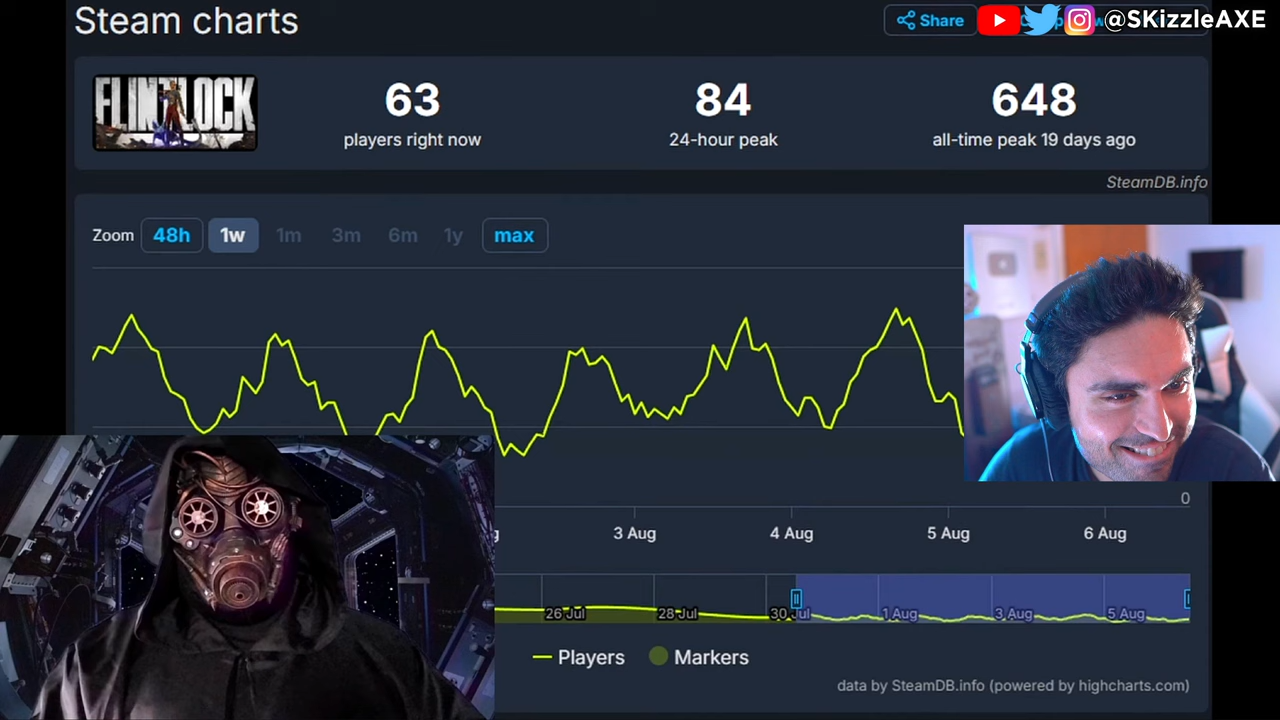 Steam charts
Share
@SKizzleAXE
FLINTLOCK
63
84
648
players right now
24-hour peak
all-time peak 19 days ago
SteamDB.info
Zoom 48h 1w 1m 3m 6m 1y max
0
3 Aug 4 Aug 5 Aug 6 Aug
26 Jul 28 Jul 30 Jul 1 Aug 3 Aug 5 Aug
Players Markers
data by SteamDB.info (powered by highcharts.com)